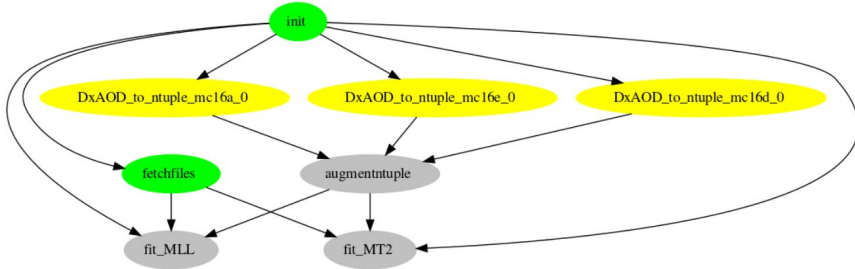 init
DxAOD_to_ntuple_mc16a_0
DxAOD_to_ntuple_mc16e_0
DxAOD_to_ntuple_mc16d_0
fetchfiles
augmentntuple
fit_MLL
fit_MT2